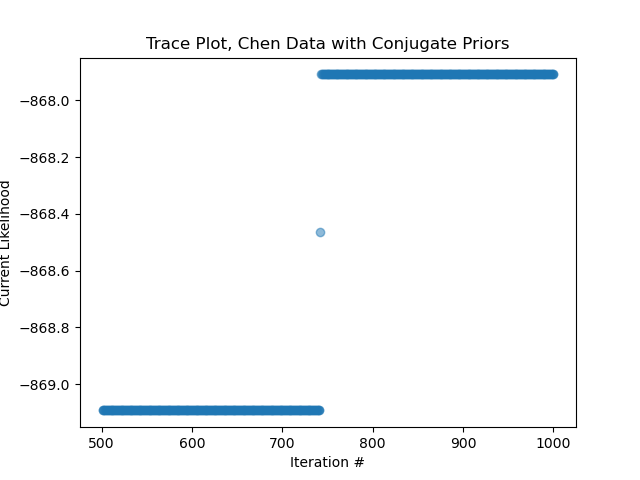 Trace Plot, Chen Data with Conjugate Priors
−868.0
−868.2
−868.4
−868.6
−868.8
−869.0
Current Likelihood
500 600 700 800 900 1000
Iteration #